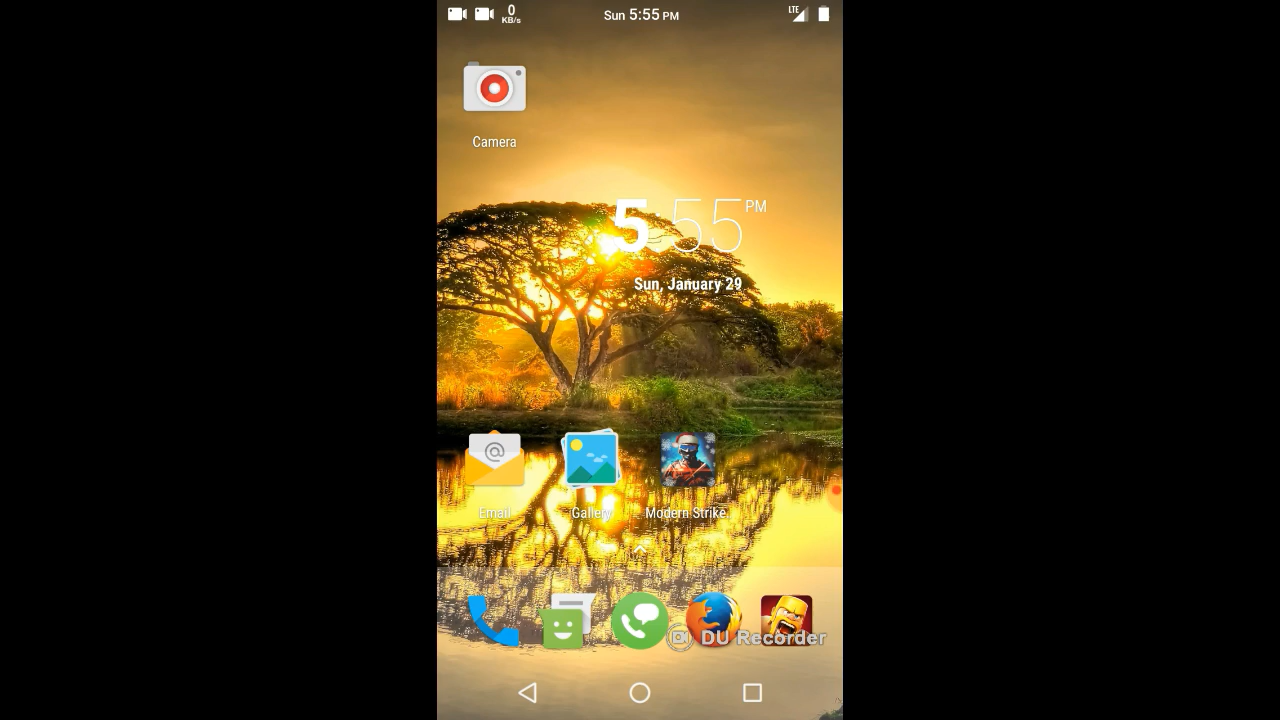 0
KB/s
Sun 5:55 PM
LTE
Camera
5 55 PM
Sun, January 29
@
Email
Gallery
Modern Strike
DU Recorder